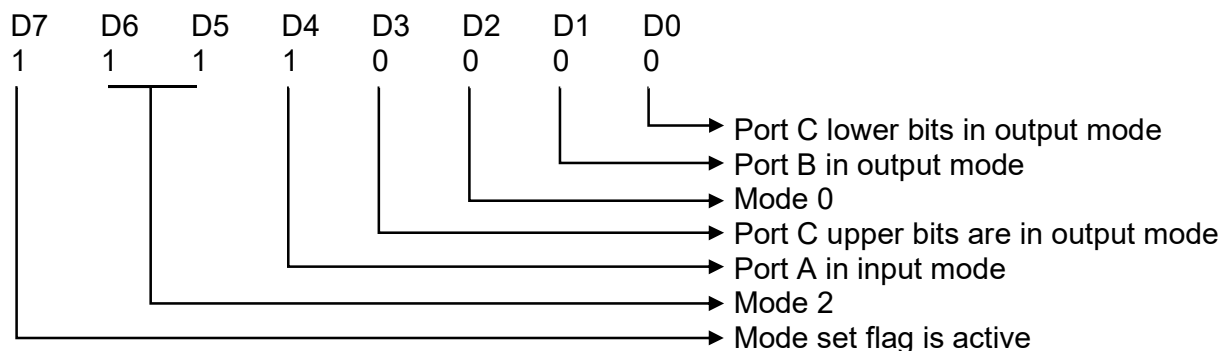 D7 D6 D5 D4 D3 D2 D1 D0
1 1 1 1 0 0 0 0
Port C lower bits in output mode
Port B in output mode
Mode 0
Port C upper bits are in output mode
Port A in input mode
Mode 2
Mode set flag is active